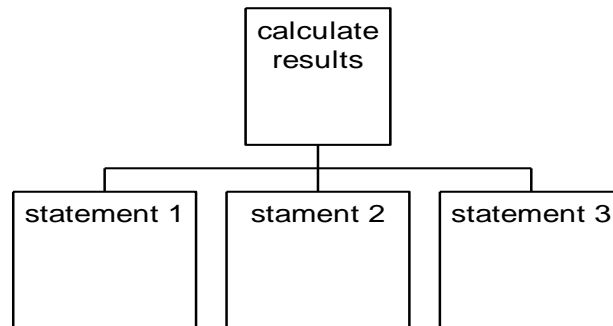 calculate
results
statement 1
stament 2
statement 3